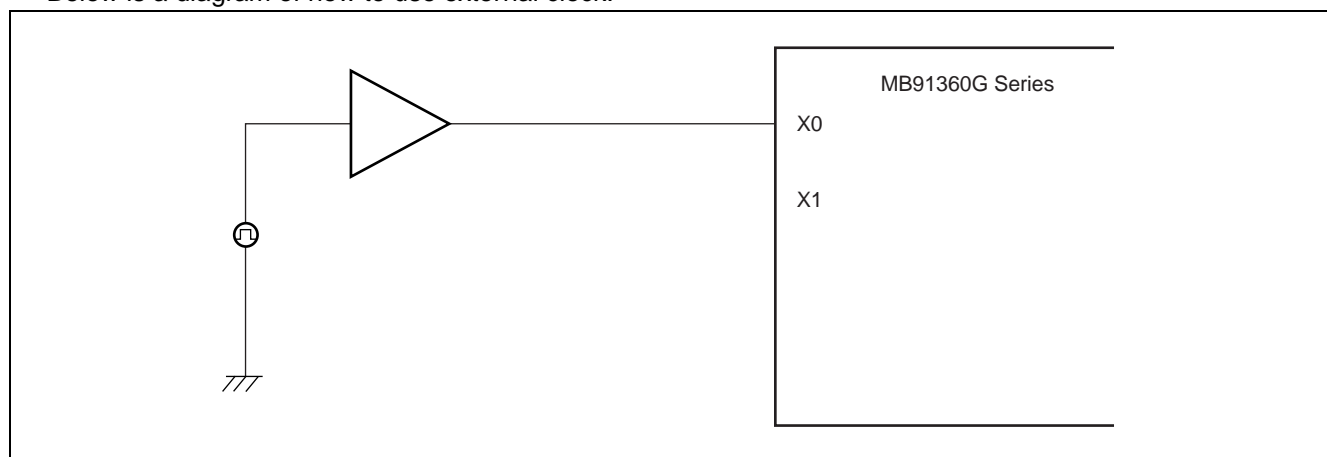 Below is a diagram of how to use external clock.
MB91360G Series
X0
X1